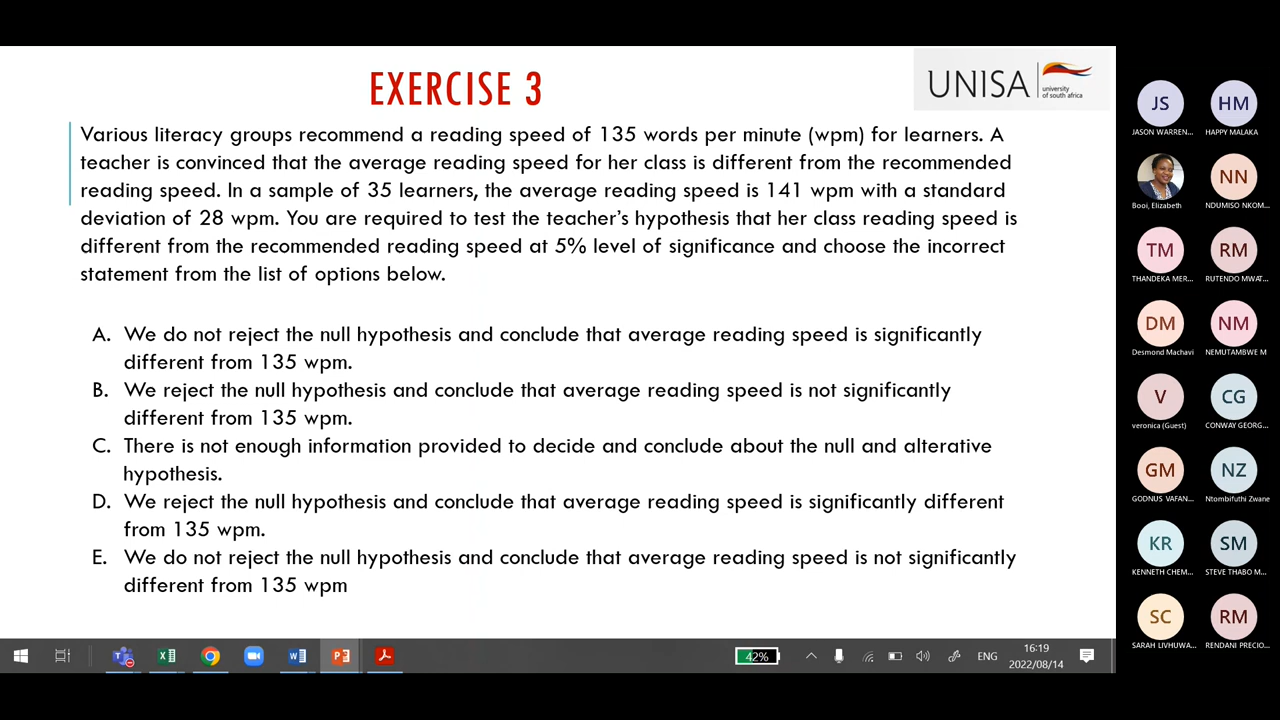 EXERCISE 3
UNISA
university
of south africa
Various literacy groups recommend a reading speed of 135 words per minute (wpm) for learners. A
teacher is convinced that the average reading speed for her class is different from the recommended
reading speed. In a sample of 35 learners, the average reading speed is 141 wpm with a standard
deviation of 28 wpm. You are required to test the teacher's hypothesis that her class reading speed is
different from the recommended reading speed at 5% level of significance and choose the incorrect
statement from the list of options below.
A. We do not reject the null hypothesis and conclude that average reading speed is significantly
different from 135 wpm.
B. We reject the null hypothesis and conclude that average reading speed is not significantly
different from 135 wpm.
C. There is not enough information provided to decide and conclude about the null and alterative
hypothesis.
D. We reject the null hypothesis and conclude that average reading speed is significantly different
from 135 wpm.
E. We do not reject the null hypothesis and conclude that average reading speed is not significantly
different from 135 wpm
JS HM
JASON WARREN... HAPPY MALAKA
NN
Booi, Elizabeth NDUMISO NKOM...
TM RM
THANDEKA MER... RUTENDO MWAT...
DM NM
Desmond Machavi NEMUTAMBWE M
V CG
veronica (Guest) CONWAY GEORG...
GM NZ
GODNUS VAFAN... Ntombifuthi Zwane
KR SM
KENNETH CHEM... STEVE THABO M...
SC RM
SARAH LIVHUWA... RENDANI PRECIO...
42%
ENG
16:19
2022/08/14